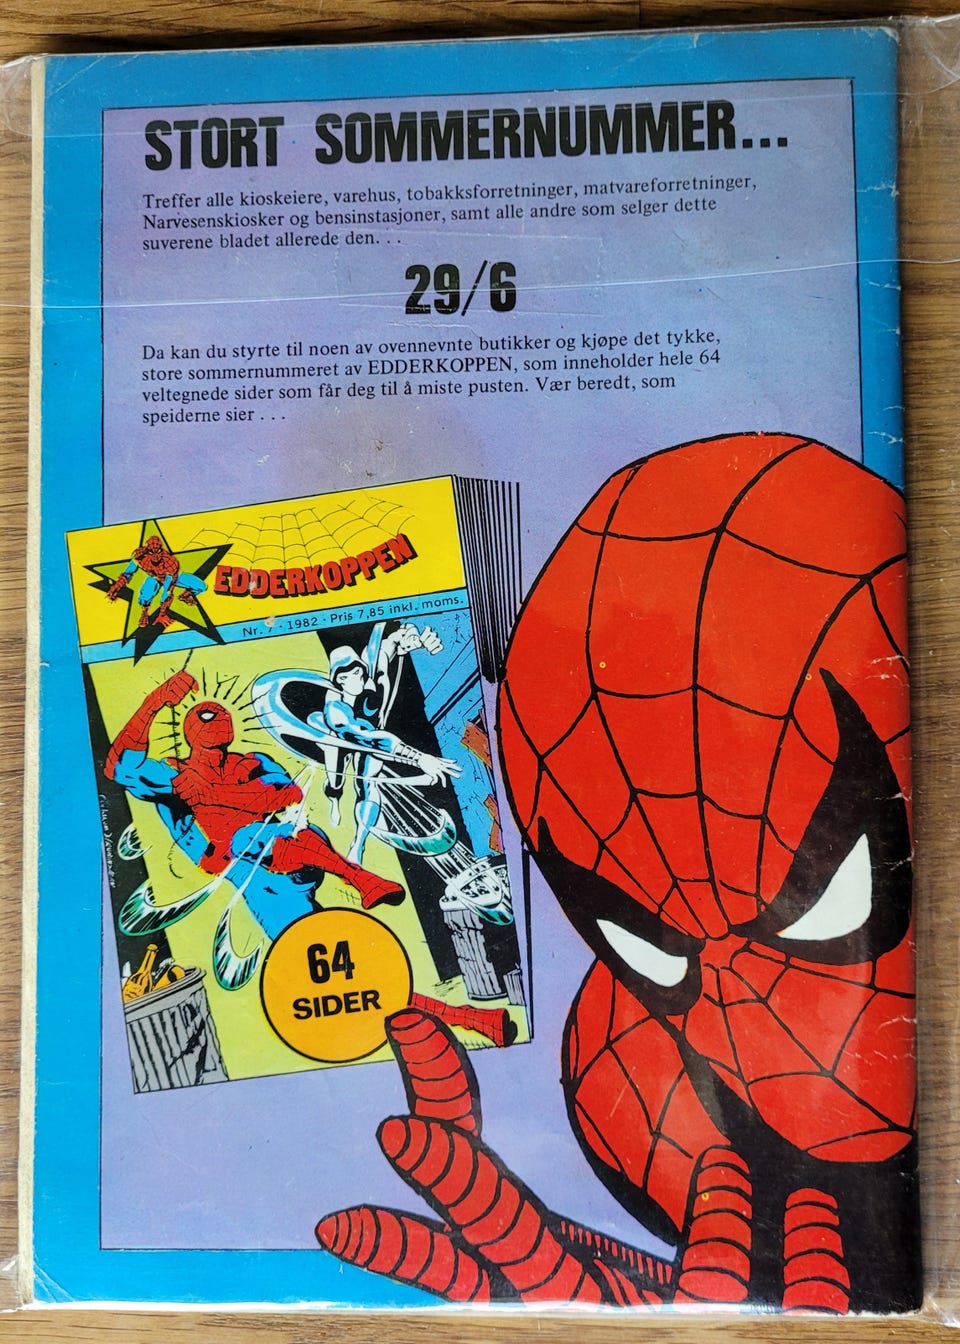 STORT SOMMERNUMMER...
Treffer alle kioskeiere, varehus, tobakksforretninger, matvareforretninger,
Narvesenskiosker og bensinstasjoner, samt alle andre som selger dette
suverene bladet allerede den. . .
29/6
Da kan du styrte til noen av ovennevnte butikker og kjøpe det tykke,
store sommernummeret av EDDERKOPPEN, som inneholder hele 64
veltegnede sider som får deg til å miste pusten. Vær beredt, som
speiderne sier . . .
EDDERKOPPEN
Nr. 7 · 1982 · Pris 7,85 inkl. moms.
64
SIDER